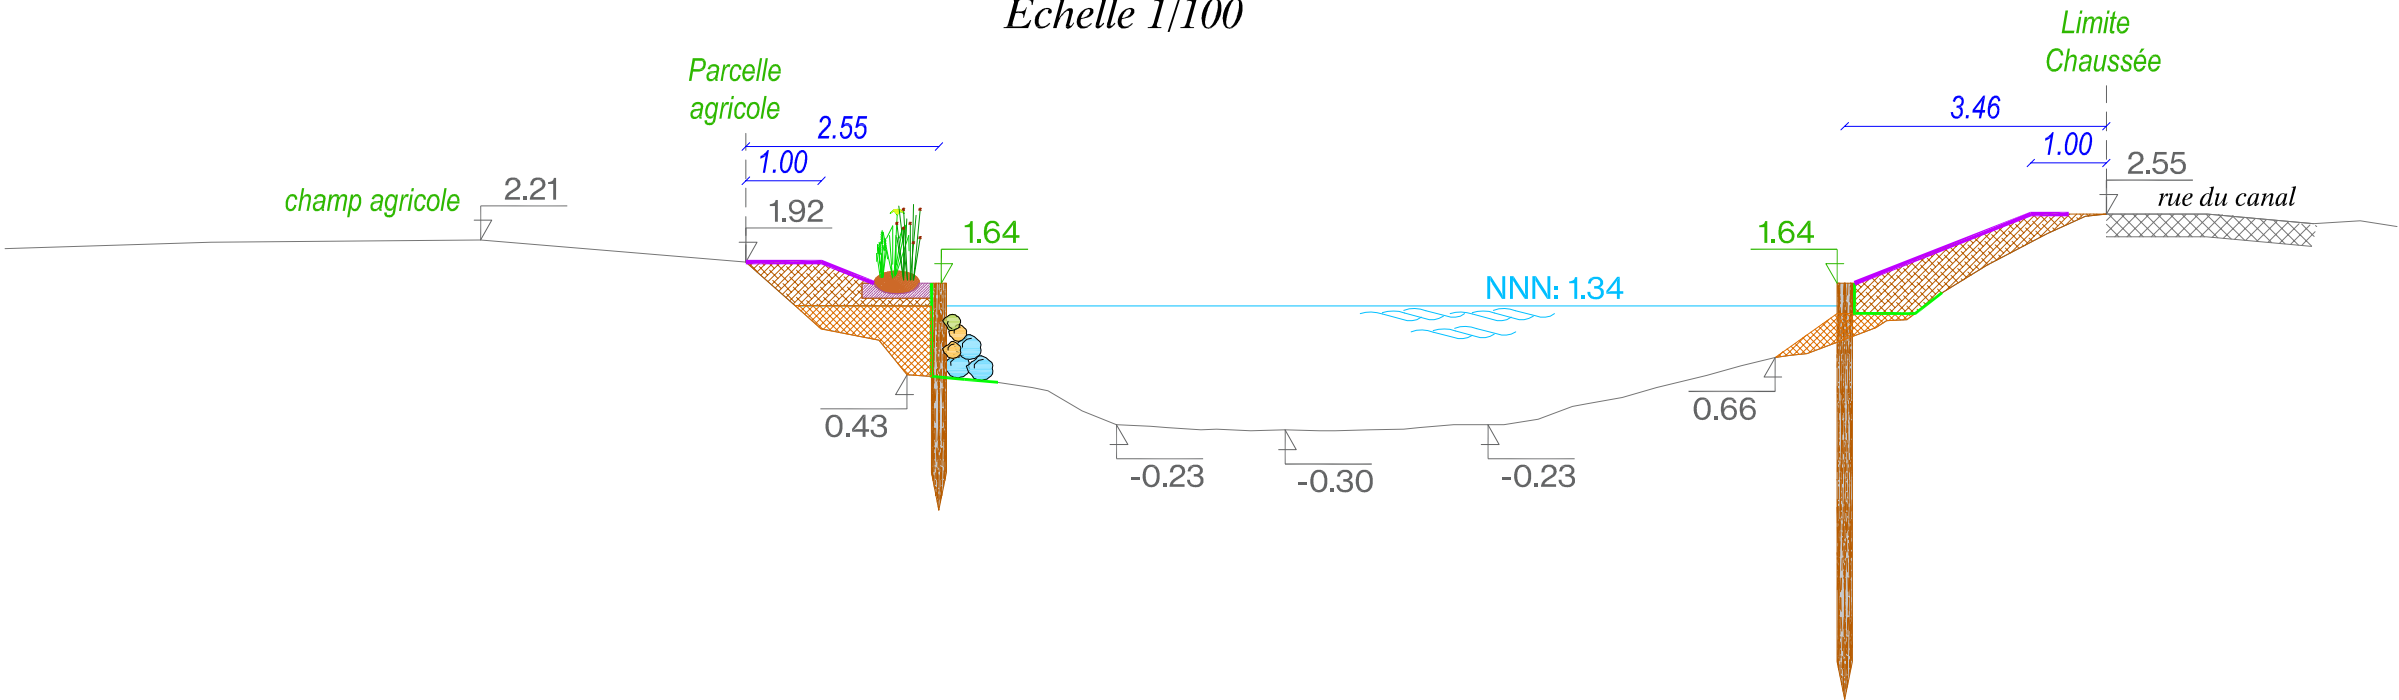 Echelle 1/100
Limite
Chaussée
Parcelle
agricole
2.55
3.46
1.00
1.00
2.55
champ agricole
2.21
1.92
rue du canal
1.64
1.64
NNN: 1.34
0.43
0.66
-0.23
-0.30
-0.23